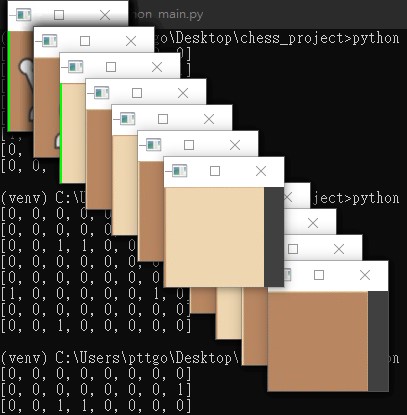 main.py
ttgo\Desktop\chess_project>python
0]
[0,
[0, 0,
(venv) C:\U ject>python
[0, 0, 0, 0, 0
[0, 0, 0, 0, 0,
[0, 0, 1, 1, 0, 0
[0, 0, 0, 0, 0, 0
[0, 0, 0, 0, 0, 0, 0
[1, 0, 0, 0, 0, 0, 1, 0]
[0, 0, 0, 0, 0, 0, 0, 0]
[0, 0, 1, 0, 0, 0, 0, 0]
(venv) C:\Users\pttgo\Desktop\ on
[0, 0, 0, 0, 0, 0, 0, 0]
[0, 0, 0, 0, 0, 0, 0, 1]
[0, 0, 1, 1, 0, 0, 0, 0]